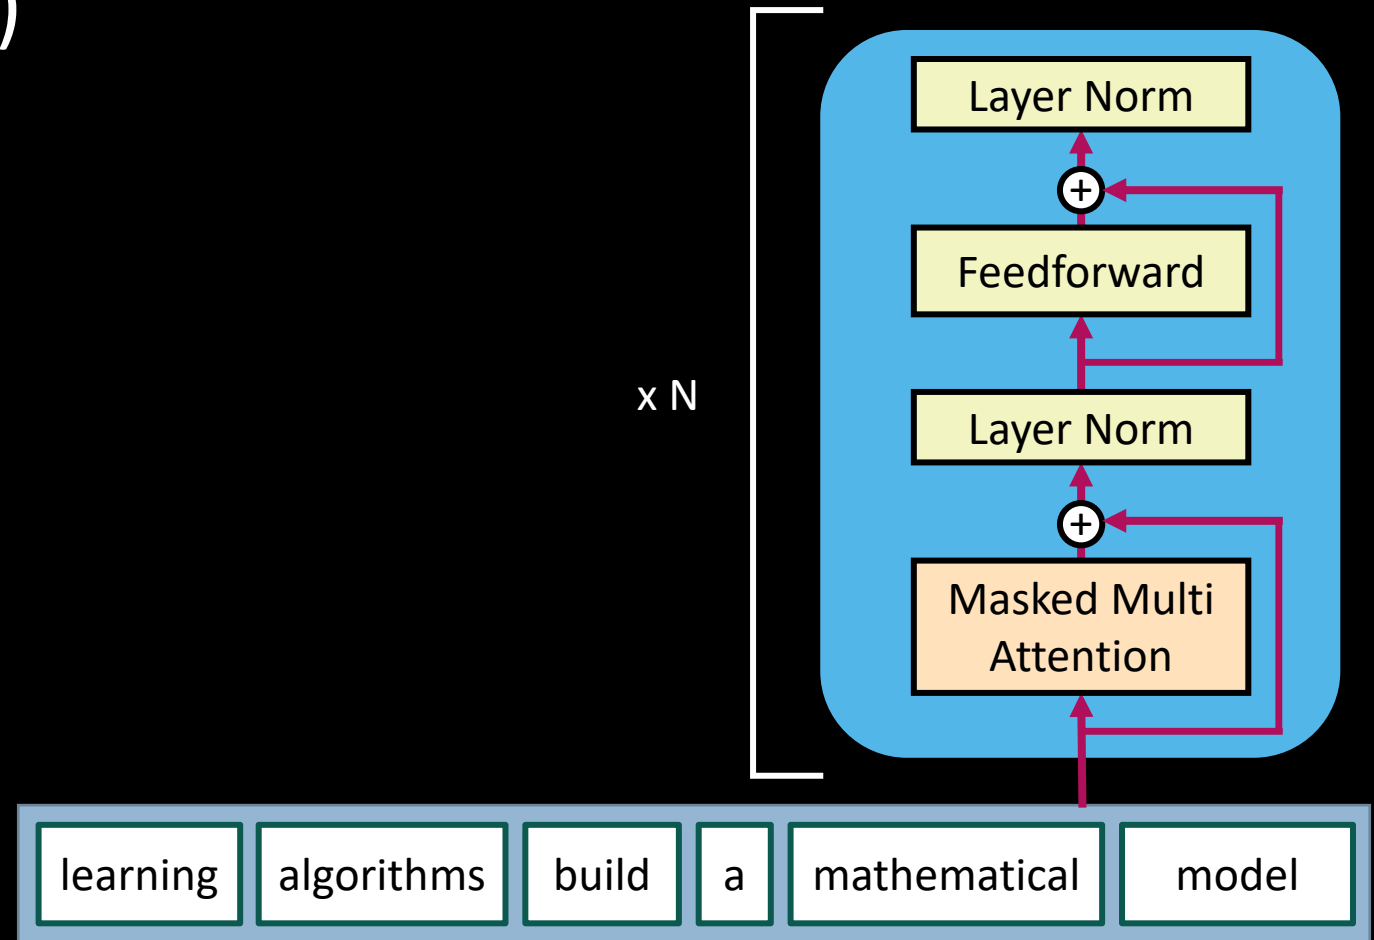 )
Layer Norm
+
Feedforward
x N
Layer Norm
+
Masked Multi
Attention
learning algorithms build a mathematical model